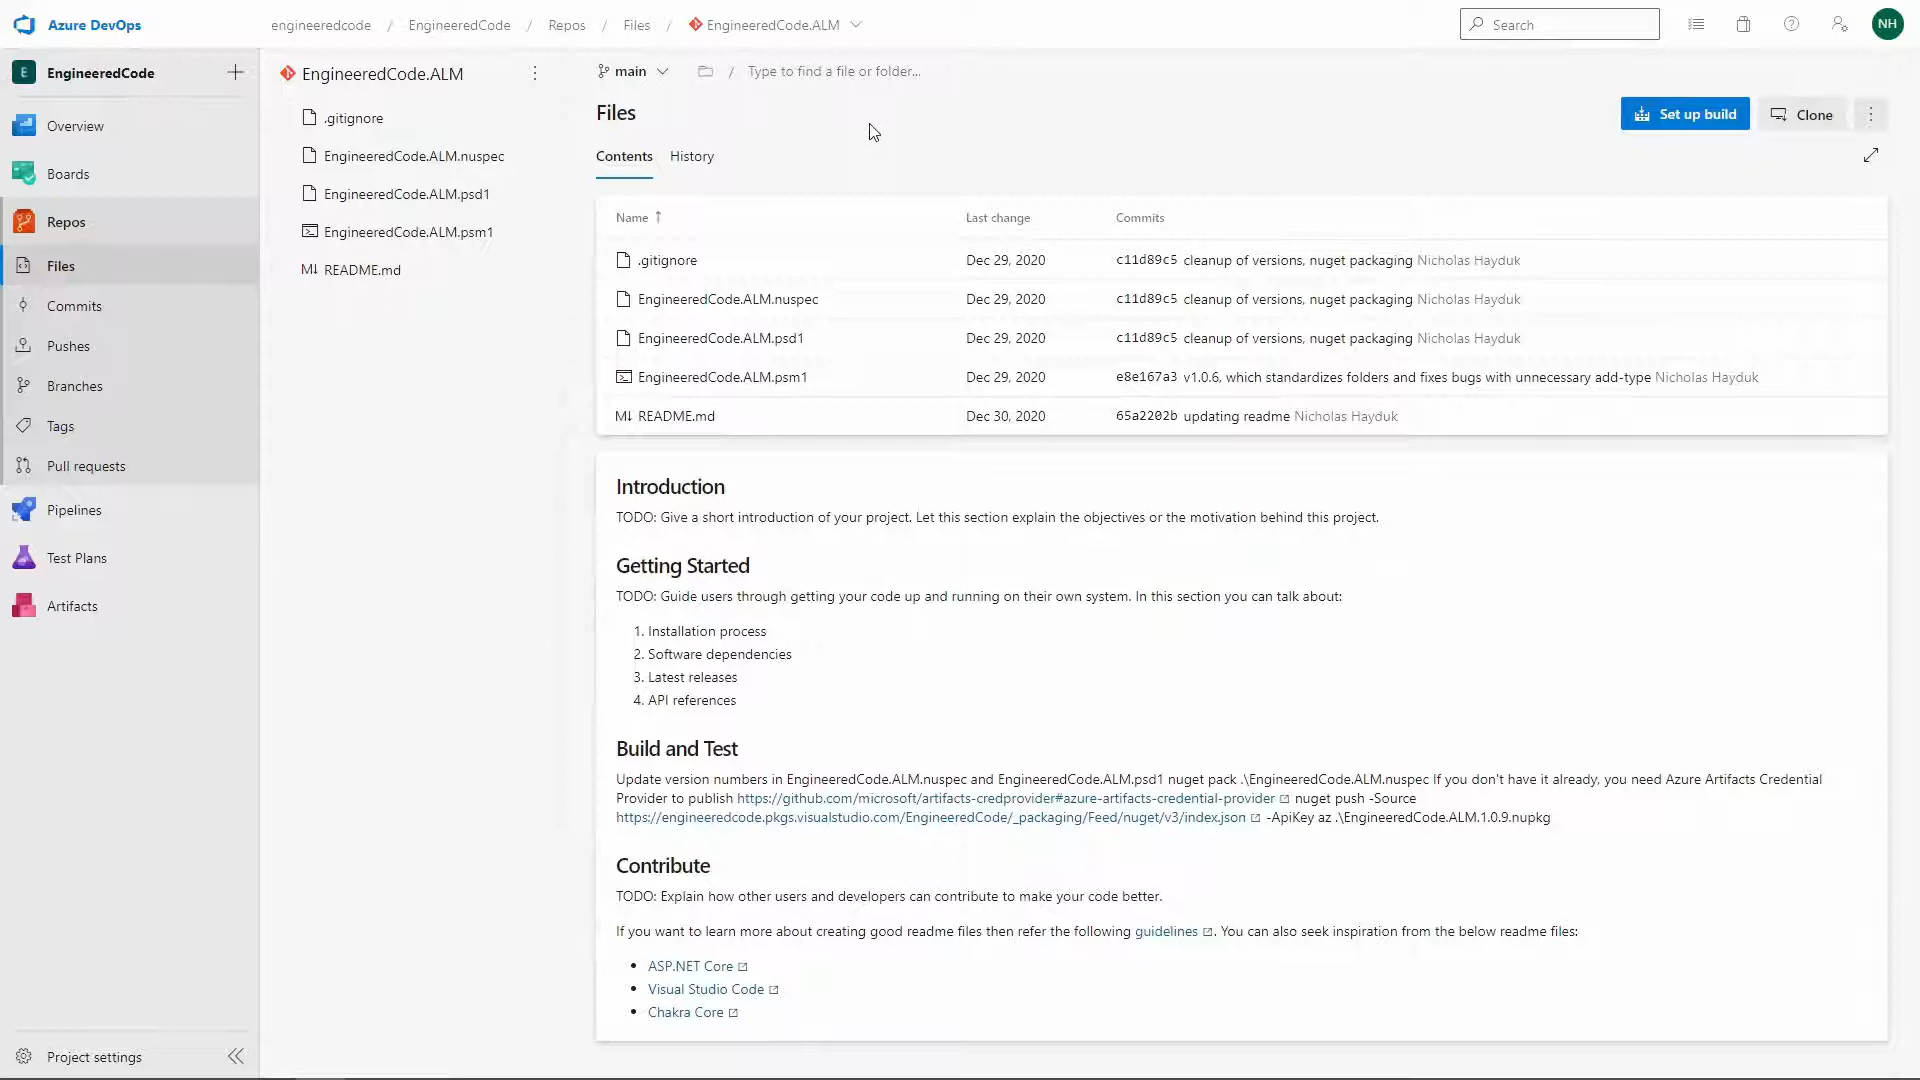 Azure DevOps
engineeredcode / EngineeredCode / Repos / Files / EngineeredCode.ALM
Search
NH
E EngineeredCode
Overview
Boards
Repos
Files
Commits
Pushes
Branches
Tags
Pull requests
Pipelines
Test Plans
Artifacts
Project settings
EngineeredCode.ALM
.gitignore
EngineeredCode.ALM.nuspec
EngineeredCode.ALM.psd1
EngineeredCode.ALM.psm1
M↓ README.md
main / Type to find a file or folder...
Files
Set up build
Clone
Contents History
Name ↑ Last change Commits
.gitignore Dec 29, 2020 c11d89c5 cleanup of versions, nuget packaging Nicholas Hayduk
EngineeredCode.ALM.nuspec Dec 29, 2020 c11d89c5 cleanup of versions, nuget packaging Nicholas Hayduk
EngineeredCode.ALM.psd1 Dec 29, 2020 c11d89c5 cleanup of versions, nuget packaging Nicholas Hayduk
EngineeredCode.ALM.psm1 Dec 29, 2020 e8e167a3 v1.0.6, which standardizes folders and fixes bugs with unnecessary add-type Nicholas Hayduk
M↓ README.md Dec 30, 2020 65a2202b updating readme Nicholas Hayduk
Introduction
TODO: Give a short introduction of your project. Let this section explain the objectives or the motivation behind this project.
Getting Started
TODO: Guide users through getting your code up and running on their own system. In this section you can talk about:
1. Installation process
2. Software dependencies
3. Latest releases
4. API references
Build and Test
Update version numbers in EngineeredCode.ALM.nuspec and EngineeredCode.ALM.psd1 nuget pack .\EngineeredCode.ALM.nuspec If you don't have it already, you need Azure Artifacts Credential
Provider to publish https://github.com/microsoft/artifacts-credprovider#azure-artifacts-credential-provider nuget push -Source
https://engineeredcode.pkgs.visualstudio.com/EngineeredCode/_packaging/Feed/nuget/v3/index.json -ApiKey az .\EngineeredCode.ALM.1.0.9.nupkg
Contribute
TODO: Explain how other users and developers can contribute to make your code better.
If you want to learn more about creating good readme files then refer the following guidelines. You can also seek inspiration from the below readme files:
• ASP.NET Core
• Visual Studio Code
• Chakra Core